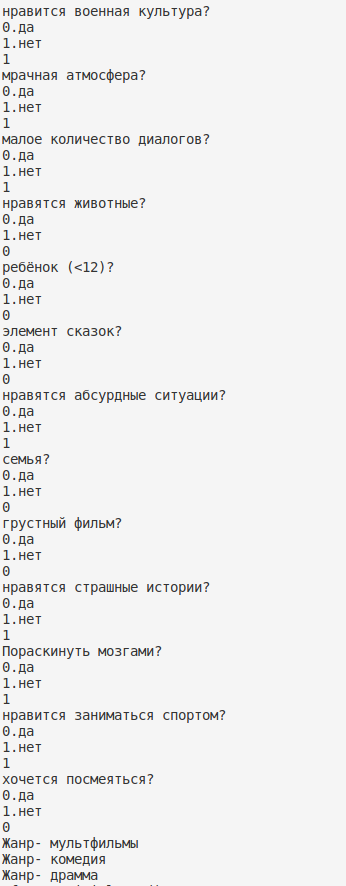 нравится военная культура?
0.да
1.нет
1
мрачная атмосфера?
0.да
1.нет
1
малое количество диалогов?
0.да
1.нет
1
нравятся животные?
0.да
1.нет
0
ребёнок (<12)?
0.да
1.нет
0
элемент сказок?
0.да
1.нет
0
нравятся абсурдные ситуации?
0.да
1.нет
1
семья?
0.да
1.нет
0
грустный фильм?
0.да
1.нет
0
нравятся страшные истории?
0.да
1.нет
1
Пораскинуть мозгами?
0.да
1.нет
1
нравится заниматься спортом?
0.да
1.нет
1
хочется посмеяться?
0.да
1.нет
0
Жанр- мультфильмы
Жанр- комедия
Жанр- драмма